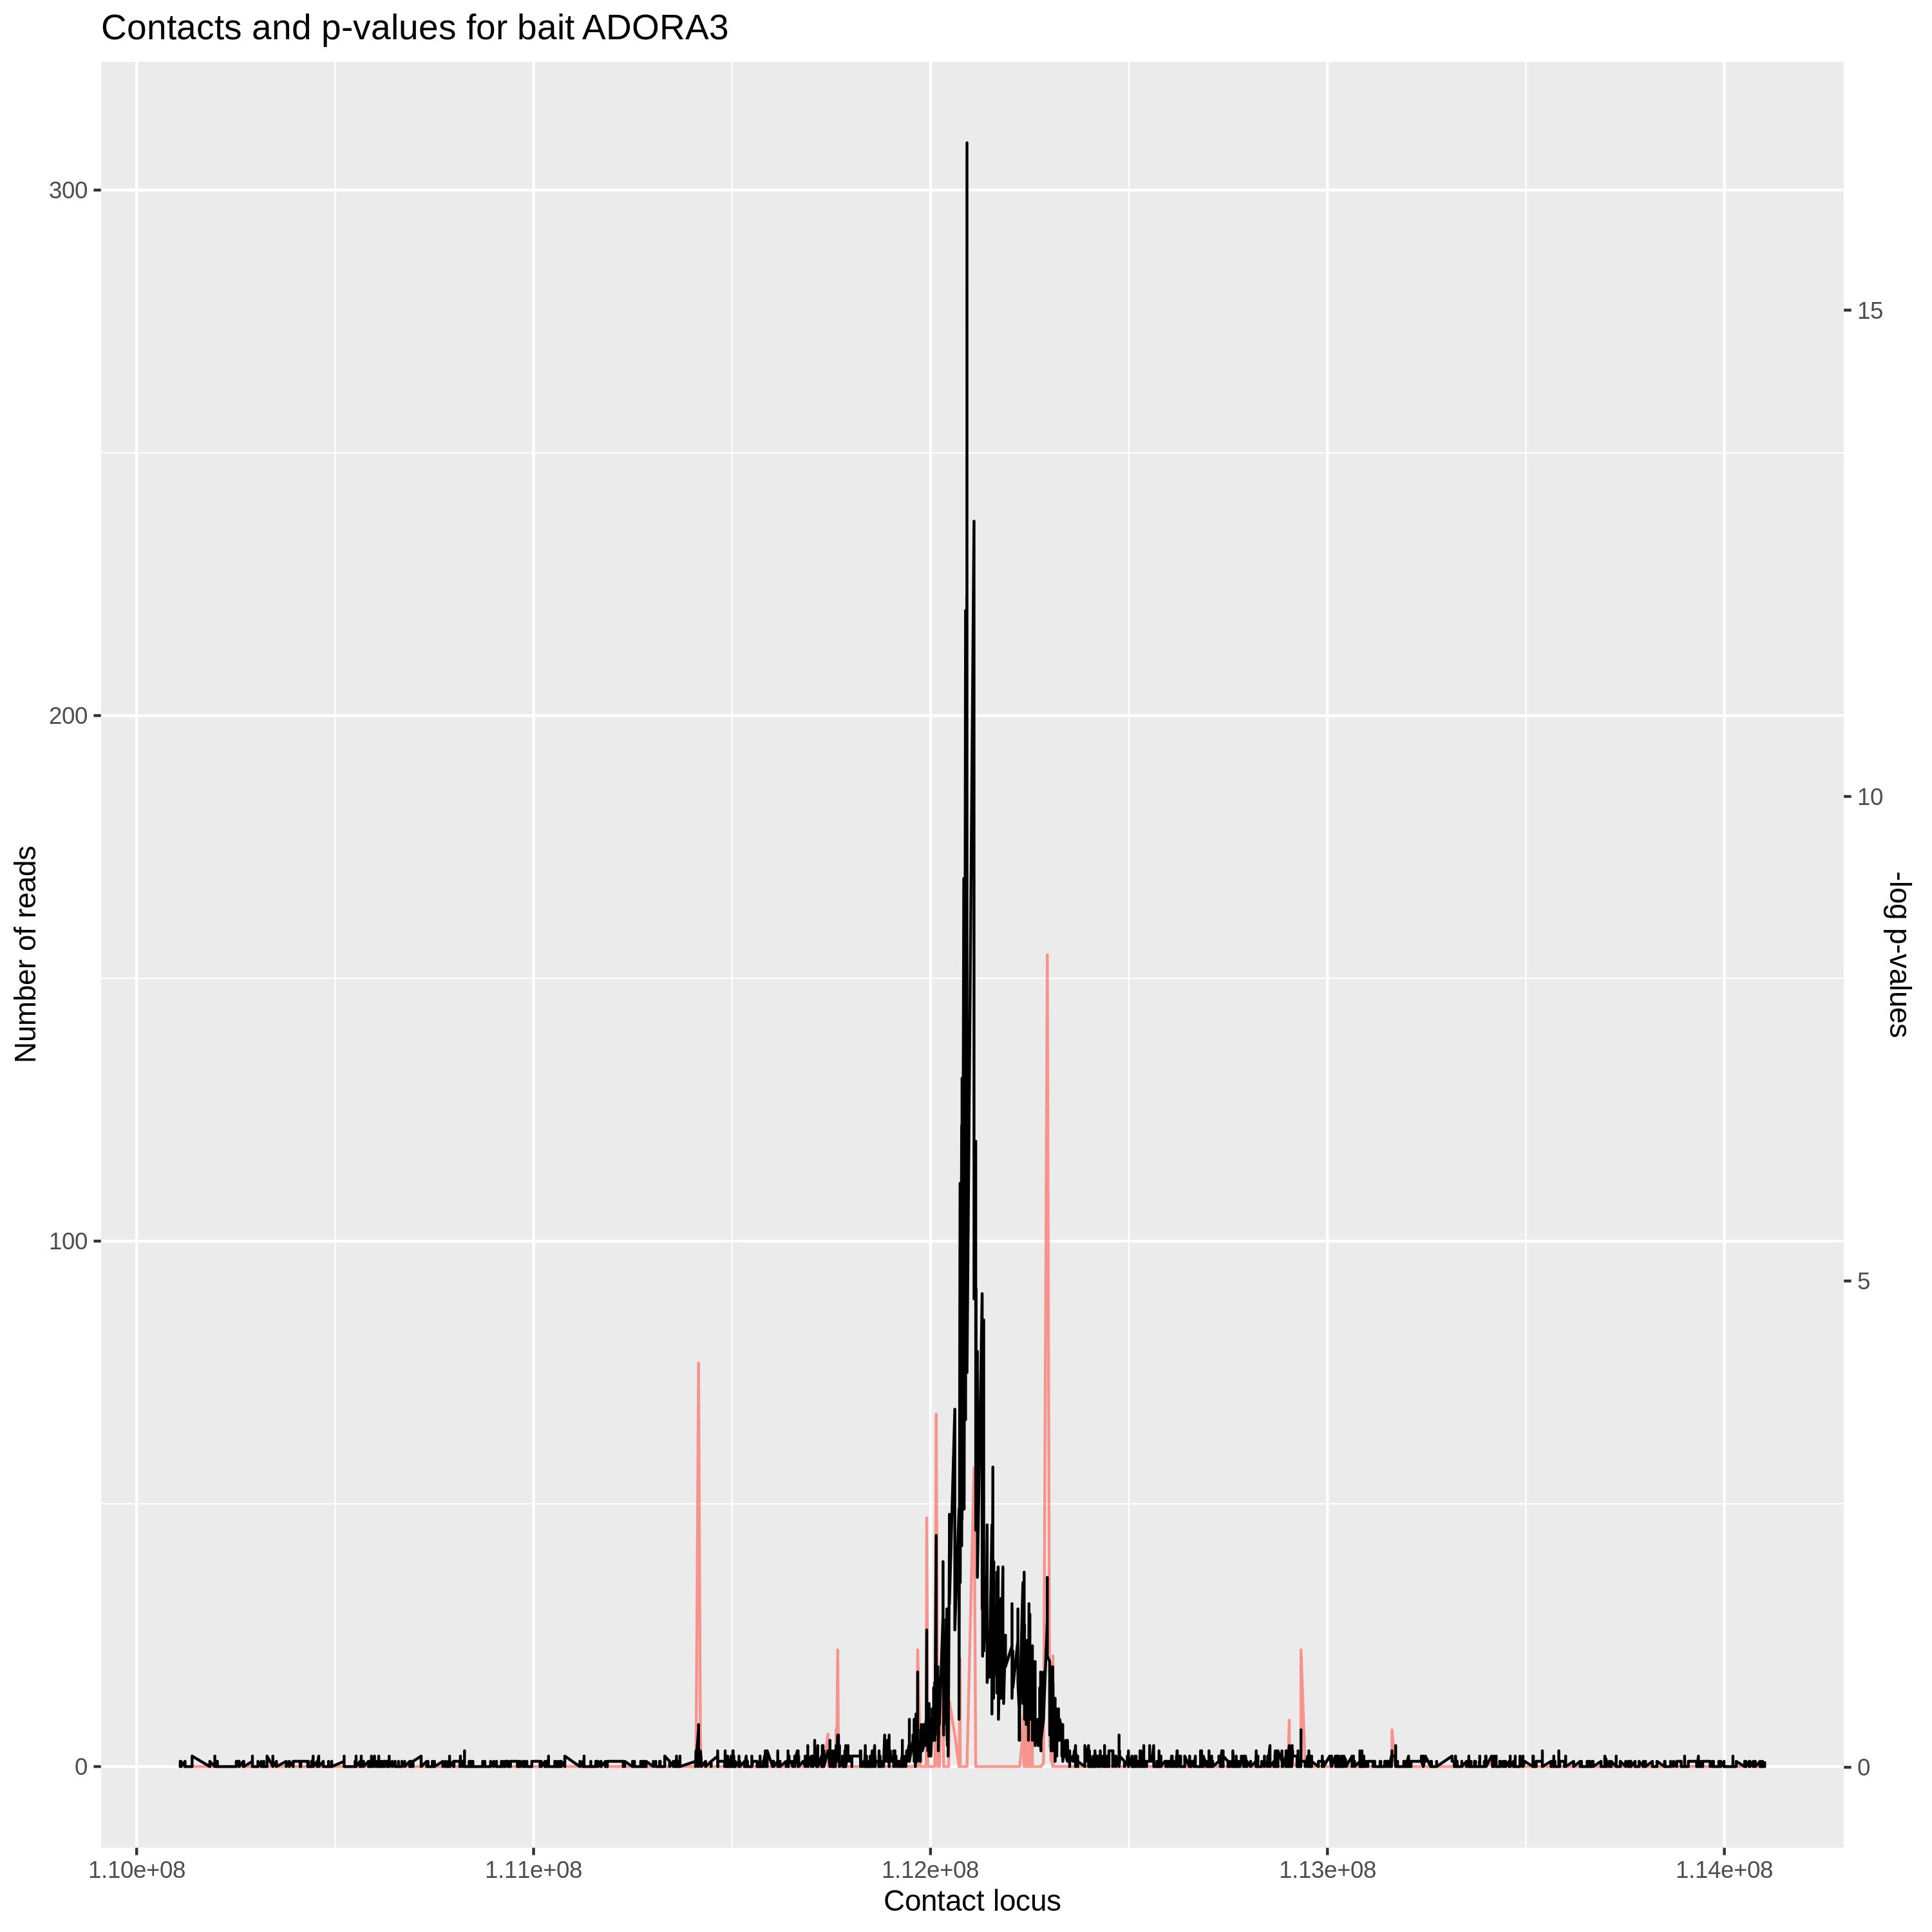 Contacts and p-values for bait ADORA3
300
200
100
0
Number of reads
15
10
5
0
-log p-values
1.10e+08
1.11e+08
1.12e+08
1.13e+08
1.14e+08
Contact locus